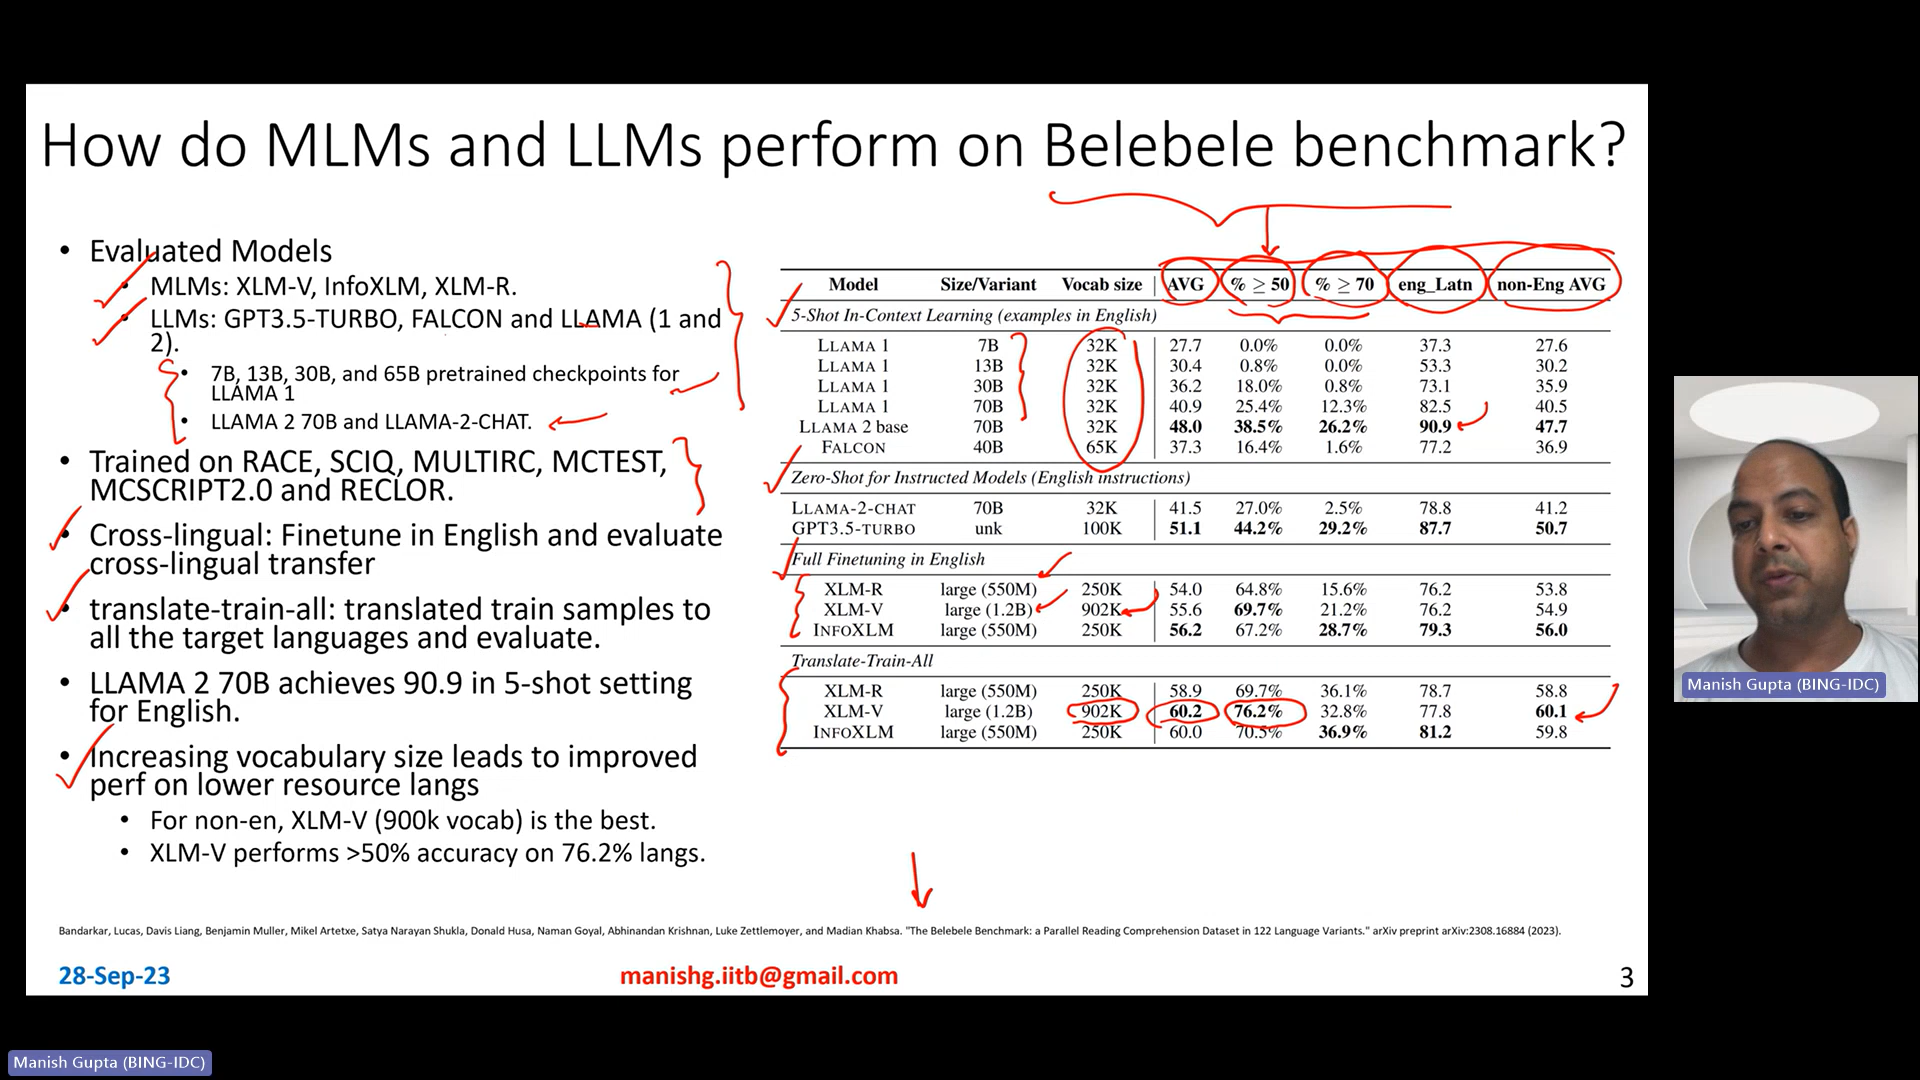 How do MLMs and LLMs perform on Belebele benchmark?
• Evaluated Models
• MLMs: XLM-V, InfoXLM, XLM-R.
• LLMs: GPT3.5-TURBO, FALCON and LLAMA (1 and
2).
• 7B, 13B, 30B, and 65B pretrained checkpoints for
LLAMA 1
• LLAMA 2 70B and LLAMA-2-CHAT.
• Trained on RACE, SCIQ, MULTIRC, MCTEST,
MCSCRIPT2.0 and RECLOR.
• Cross-lingual: Finetune in English and evaluate
cross-lingual transfer
• translate-train-all: translated train samples to
all the target languages and evaluate.
• LLAMA 2 70B achieves 90.9 in 5-shot setting
for English.
• Increasing vocabulary size leads to improved
perf on lower resource langs
• For non-en, XLM-V (900k vocab) is the best.
• XLM-V performs >50% accuracy on 76.2% langs.
Model Size/Variant Vocab size AVG % ≥ 50 % ≥ 70 eng_Latn non-Eng AVG
5-Shot In-Context Learning (examples in English)
LLAMA 1 7B 32K 27.7 0.0% 0.0% 37.3 27.6
LLAMA 1 13B 32K 30.4 0.8% 0.0% 53.3 30.2
LLAMA 1 30B 32K 36.2 18.0% 0.8% 73.1 35.9
LLAMA 1 70B 32K 40.9 25.4% 12.3% 82.5 40.5
LLAMA 2 base 70B 32K 48.0 38.5% 26.2% 90.9 47.7
FALCON 40B 65K 37.3 16.4% 1.6% 77.2 36.9
Zero-Shot for Instructed Models (English instructions)
LLAMA-2-CHAT 70B 32K 41.5 27.0% 2.5% 78.8 41.2
GPT3.5-TURBO unk 100K 51.1 44.2% 29.2% 87.7 50.7
Full Finetuning in English
XLM-R large (550M) 250K 54.0 64.8% 15.6% 76.2 53.8
XLM-V large (1.2B) 902K 55.6 69.7% 21.2% 76.2 54.9
INFOXLM large (550M) 250K 56.2 67.2% 28.7% 79.3 56.0
Translate-Train-All
XLM-R large (550M) 250K 58.9 69.7% 36.1% 78.7 58.8
XLM-V large (1.2B) 902K 60.2 76.2% 32.8% 77.8 60.1
INFOXLM large (550M) 250K 60.0 70.5% 36.9% 81.2 59.8
Bandarkar, Lucas, Davis Liang, Benjamin Muller, Mikel Artetxe, Satya Narayan Shukla, Donald Husa, Naman Goyal, Abhinandan Krishnan, Luke Zettlemoyer, and Madian Khabsa. "The Belebele Benchmark: a Parallel Reading Comprehension Dataset in 122 Language Variants." arXiv preprint arXiv:2308.16884 (2023).
28-Sep-23
manishg.iitb@gmail.com
3
Manish Gupta (BING-IDC)
Manish Gupta (BING-IDC)